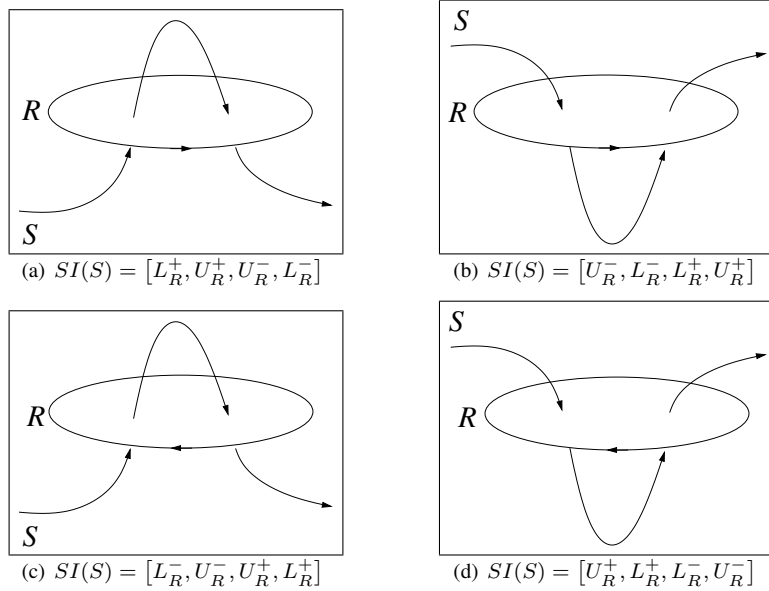 R
S
(a) $SI(S) = [L_R^+, U_R^+, U_R^-, L_R^-]$
S
R
(b) $SI(S) = [U_R^-, L_R^-, L_R^+, U_R^+]$
R
S
(c) $SI(S) = [L_R^-, U_R^-, U_R^+, L_R^+]$
S
R
(d) $SI(S) = [U_R^+, L_R^+, L_R^-, U_R^-]$